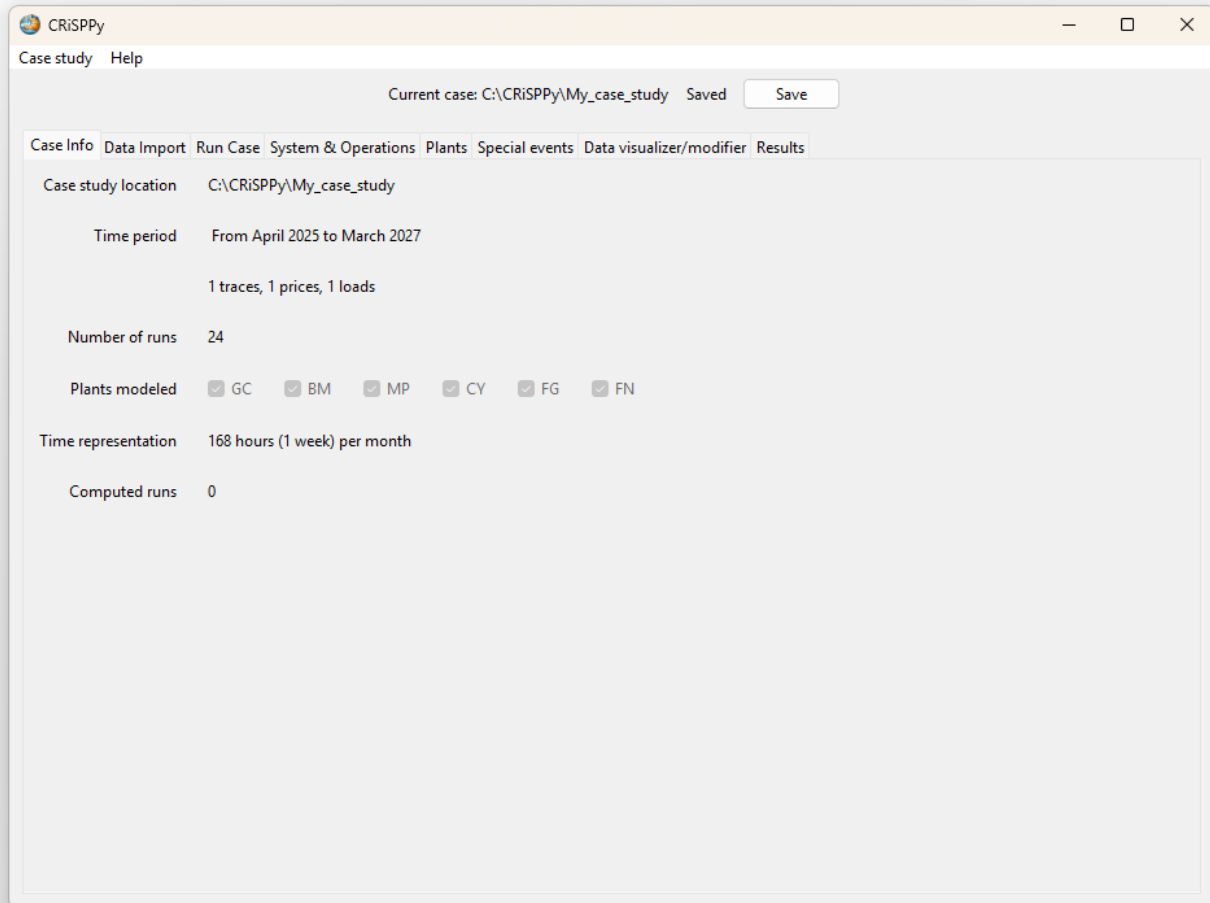 CRiSPPy
Case study Help
Current case: C:\CRiSPPy\My_case_study Saved Save
Case Info Data Import Run Case System & Operations Plants Special events Data visualizer/modifier Results
Case study location C:\CRiSPPy\My_case_study
Time period From April 2025 to March 2027
1 traces, 1 prices, 1 loads
Number of runs 24
Plants modeled GC BM MP CY FG FN
Time representation 168 hours (1 week) per month
Computed runs 0